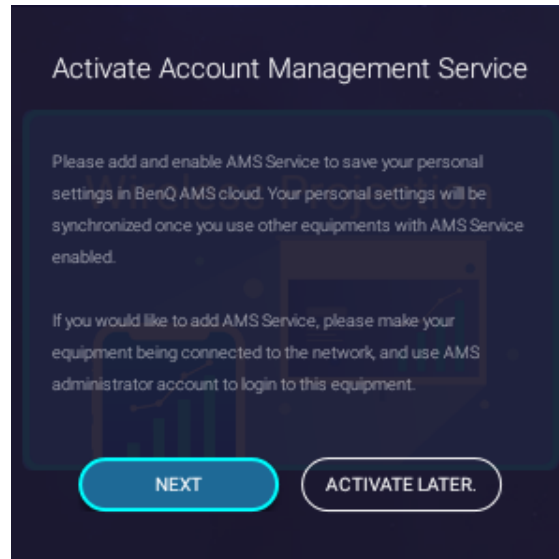 Activate Account Management Service
Please add and enable AMS Service to save your personal
settings in BenQ AMS cloud. Your personal settings will be
synchronized once you use other equipments with AMS Service
enabled.
If you would like to add AMS Service, please make your
equipment being connected to the network, and use AMS
administrator account to login to this equipment.
NEXT
ACTIVATE LATER.
Wireless Projection